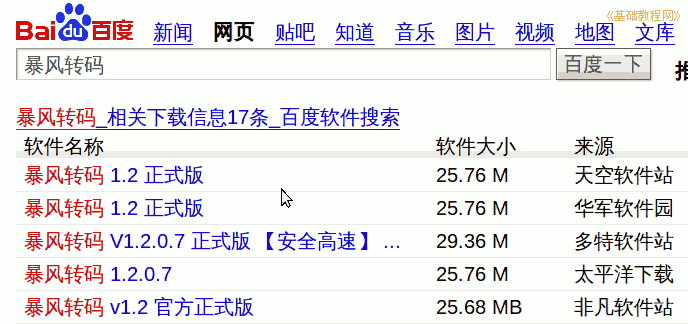 《基础教程网》
Bai du 百度 新闻 网页 贴吧 知道 音乐 图片 视频 地图 文库
暴风转码 百度一下 推
暴风转码_相关下载信息17条_百度软件搜索
软件名称 软件大小 来源
暴风转码 1.2 正式版 25.76 M 天空软件站
暴风转码 1.2 正式版 25.76 M 华军软件园
暴风转码 V1.2.0.7 正式版 【安全高速】 ... 29.36 M 多特软件站
暴风转码 1.2.0.7 25.76 M 太平洋下载
暴风转码 v1.2 官方正式版 25.68 MB 非凡软件站